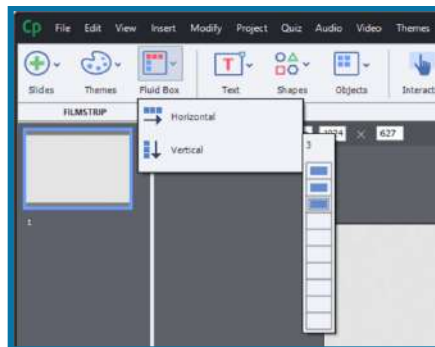 Cp File Edit View Insert Modify Project Quiz Audio Video Themes
Slides Themes Fluid Box Text Shapes Objects Interact
FILMSTRIP
Horizontal
Vertical
1024 × 627
3
1